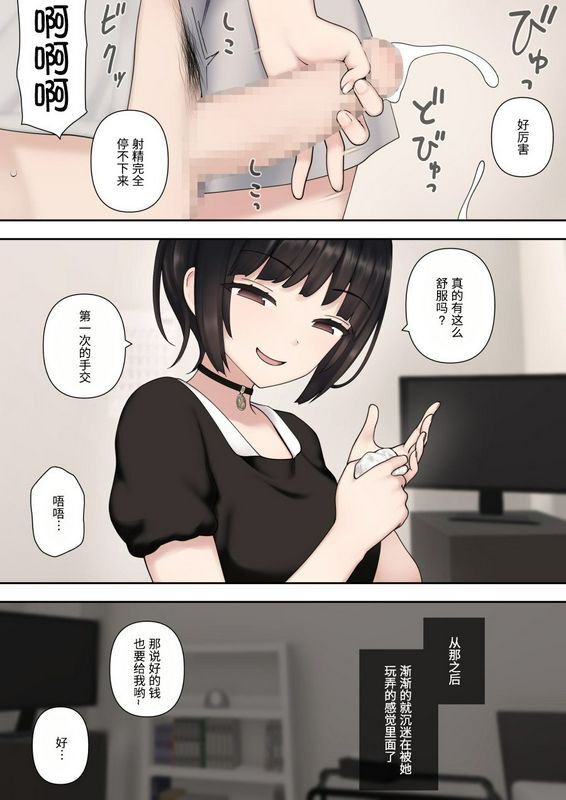 びゅっ
好厉害
どびゅっ
しこっ
しこっ
ビクッ
射精完全
停不下来
啊啊啊
真的有这么
舒服吗?
第一次的手交
唔唔…
从那之后
渐渐的就沉迷在被她
玩弄的感觉里面了
那说好的钱
也要给我哟~
好…